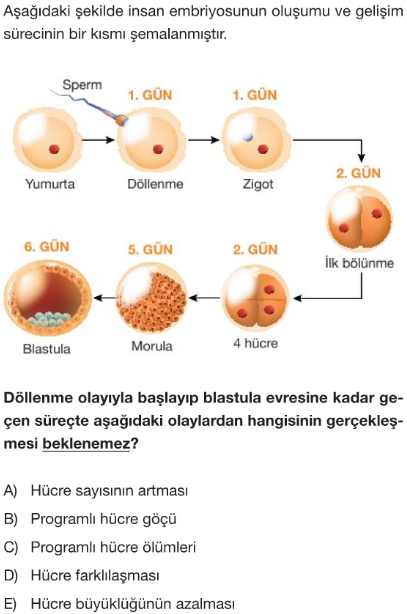 Aşağıdaki şekilde insan embriyosunun oluşumu ve gelişim
sürecinin bir kısmı şemalanmıştır.
Sperm
1. GÜN
1. GÜN
Yumurta
Döllenme
Zigot
2. GÜN
İlk bölünme
6. GÜN
5. GÜN
2. GÜN
Blastula
Morula
4 hücre
Döllenme olayıyla başlayıp blastula evresine kadar ge-
çen süreçte aşağıdaki olaylardan hangisinin gerçekleş-
mesi beklenemez?
A) Hücre sayısının artması
B) Programlı hücre göçü
C) Programlı hücre ölümleri
D) Hücre farklılaşması
E) Hücre büyüklüğünün azalması